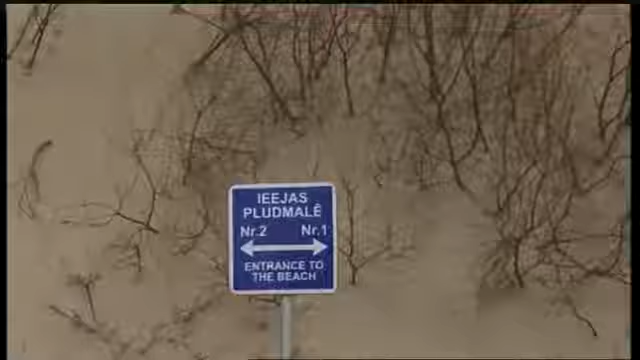 IEEJAS
PLUDMALĒ
Nr.2 Nr.1
ENTRANCE TO
THE BEACH